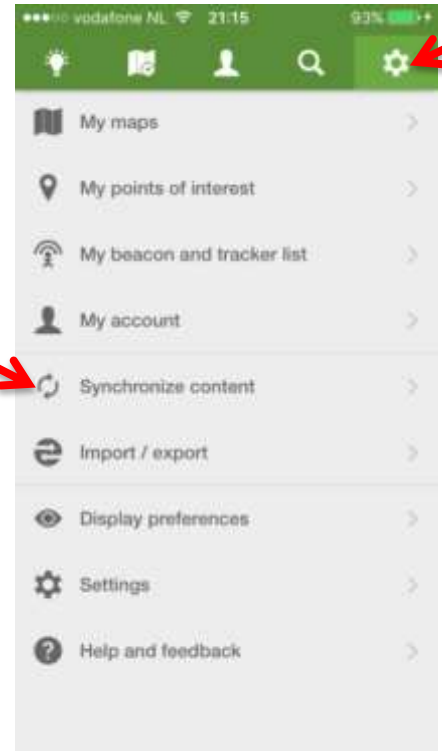 vodafone NL 21:15 93%
My maps
My points of interest
My beacon and tracker list
My account
Synchronize content
Import / export
Display preferences
Settings
Help and feedback